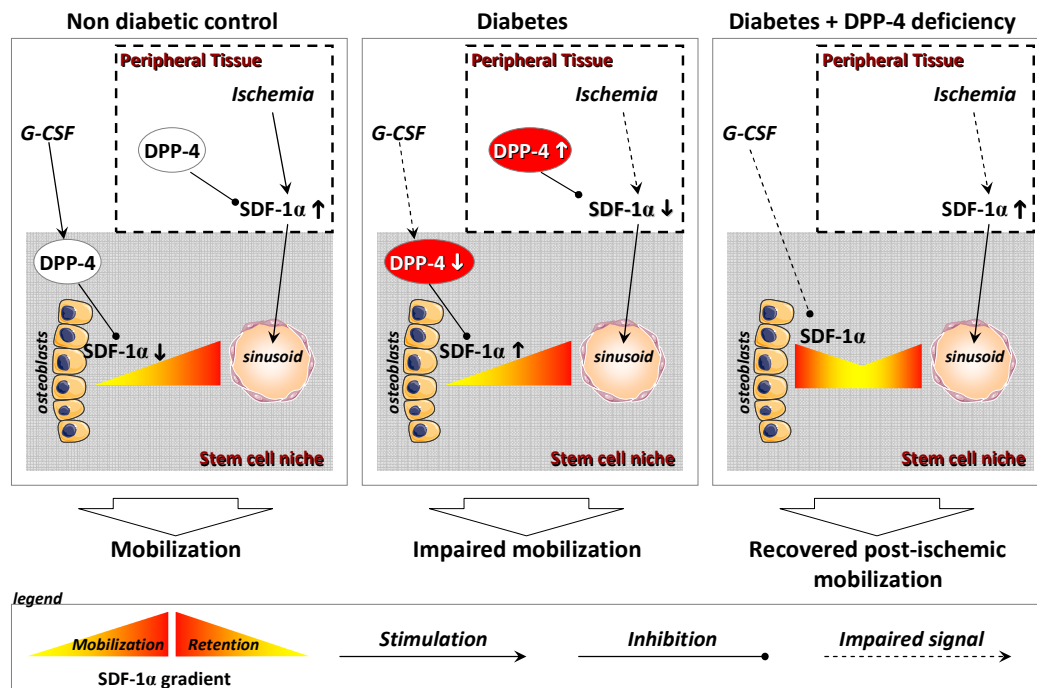 Non diabetic control
Peripheral Tissue
Ischemia
G-CSF
DPP-4
SDF-1α ↑
DPP-4
osteoblasts
SDF-1α ↓
sinusoid
Stem cell niche
Mobilization
Diabetes
Peripheral Tissue
Ischemia
G-CSF
DPP-4 ↑
SDF-1α ↓
DPP-4 ↓
osteoblasts
SDF-1α ↑
sinusoid
Stem cell niche
Impaired mobilization
Diabetes + DPP-4 deficiency
Peripheral Tissue
Ischemia
G-CSF
SDF-1α ↑
osteoblasts
SDF-1α
sinusoid
Stem cell niche
Recovered post-ischemic
mobilization
legend
Mobilization
Retention
SDF-1α gradient
Stimulation
Inhibition
Impaired signal